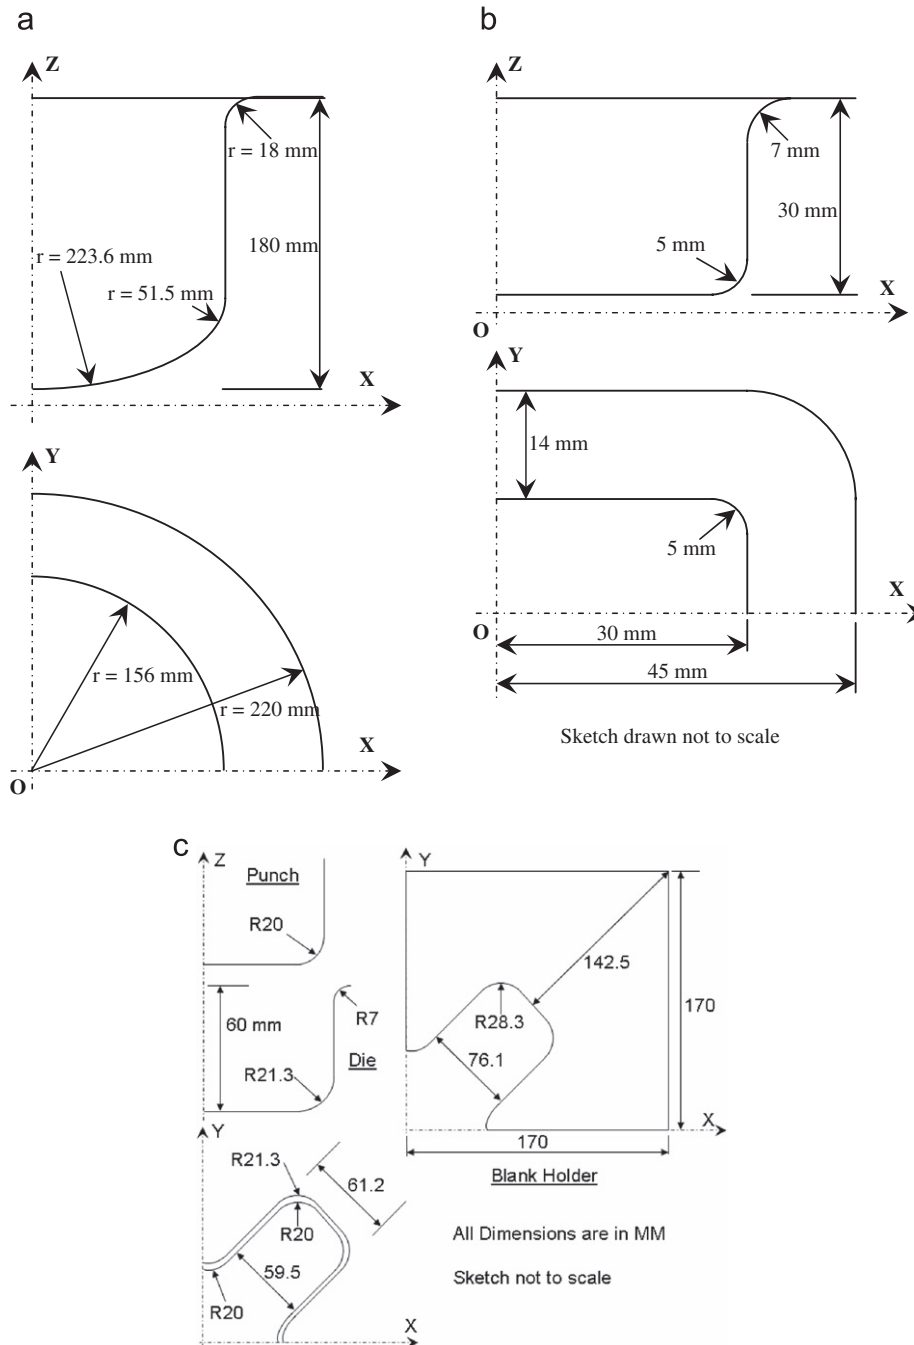 a
Z
r = 18 mm
180 mm
r = 223.6 mm
r = 51.5 mm
X
Y
r = 156 mm
r = 220 mm
X
O
b
Z
7 mm
30 mm
5 mm
X
O
Y
14 mm
5 mm
X
O
30 mm
45 mm
Sketch drawn not to scale
c
Z
Punch
R20
60 mm
R7
Die
R21.3
Y
R21.3
61.2
R20
59.5
R20
X
Y
142.5
170
R28.3
76.1
X
170
Blank Holder
All Dimensions are in MM
Sketch not to scale